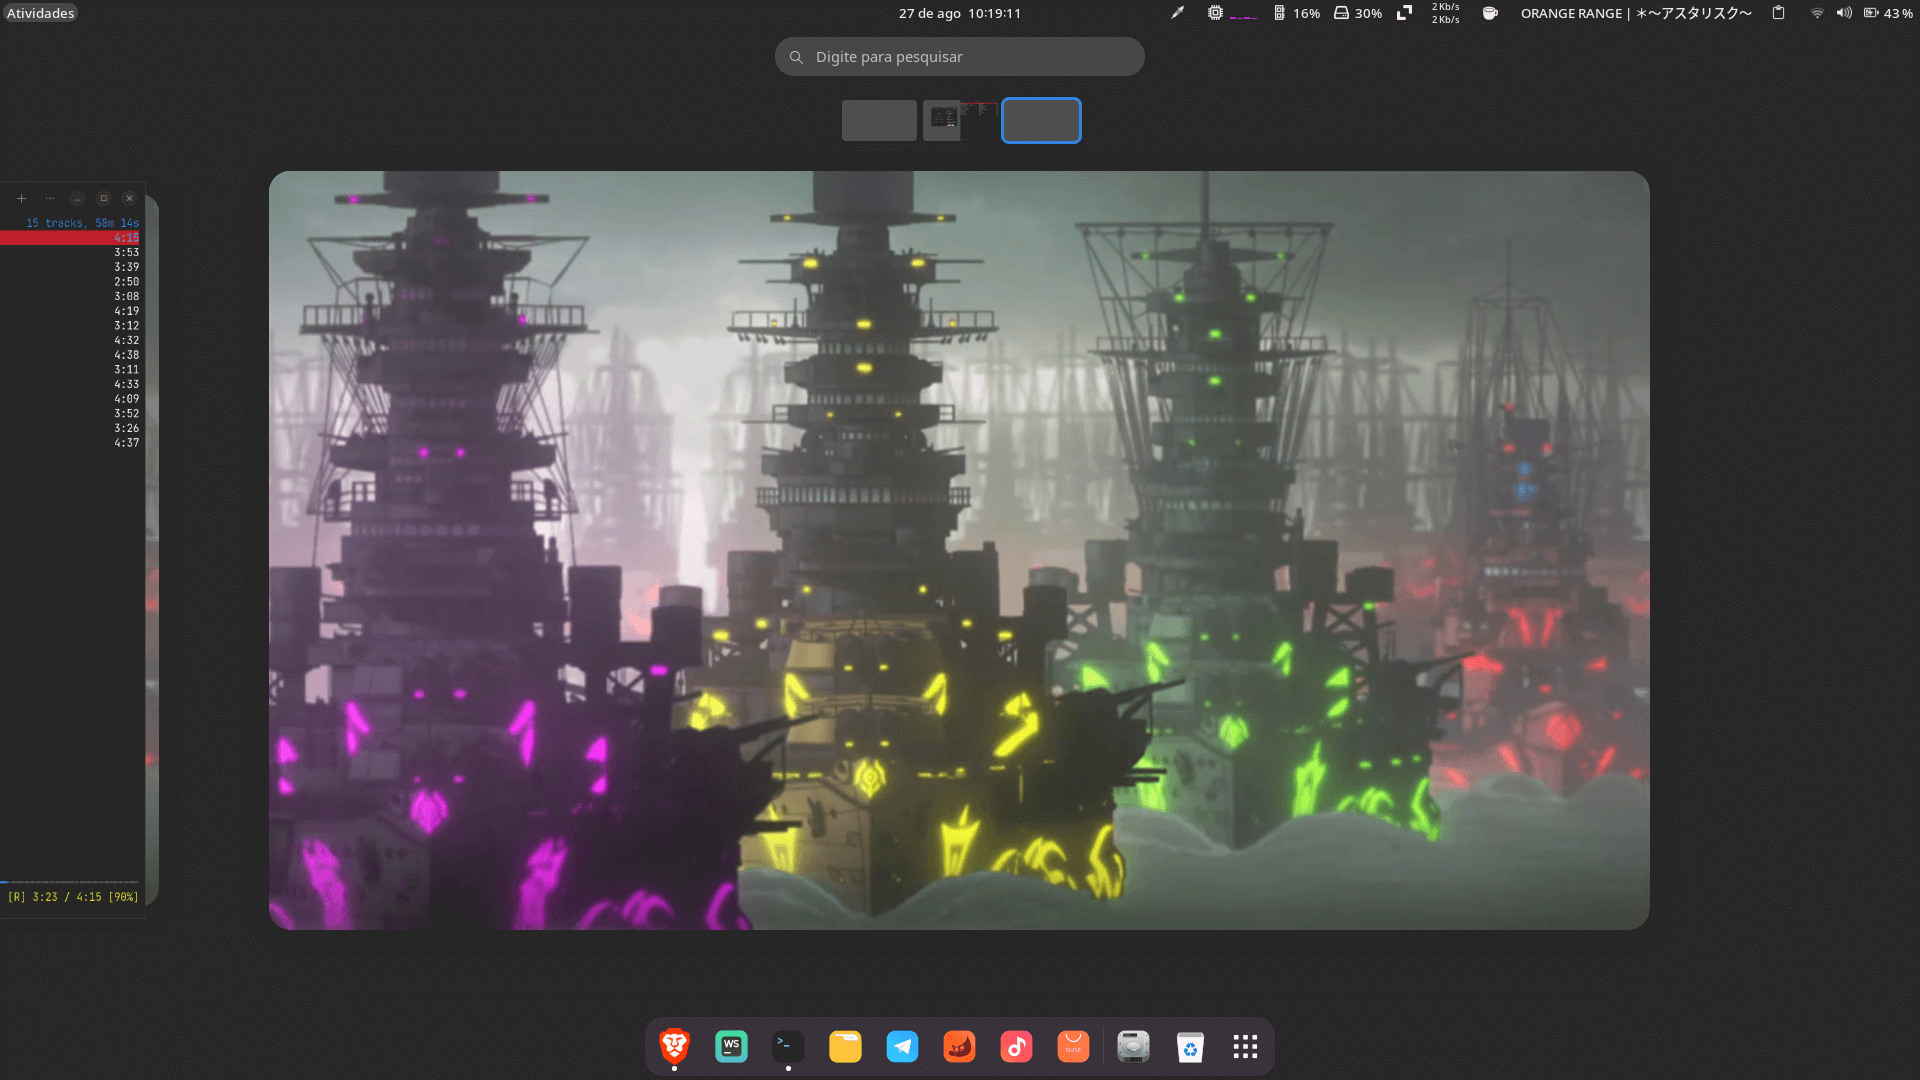 Atividades
27 de ago 10:19:11
16%
30%
2 Kb/s
2 Kb/s
ORANGE RANGE | ＊～アスタリスク～
43 %
Digite para pesquisar
15 tracks, 58m 14s
4:15
3:53
3:39
2:50
3:08
4:19
3:12
4:32
4:38
3:11
4:33
4:09
3:52
3:26
4:37
[R] 3:23 / 4:15 [90%]
WS
SHOP